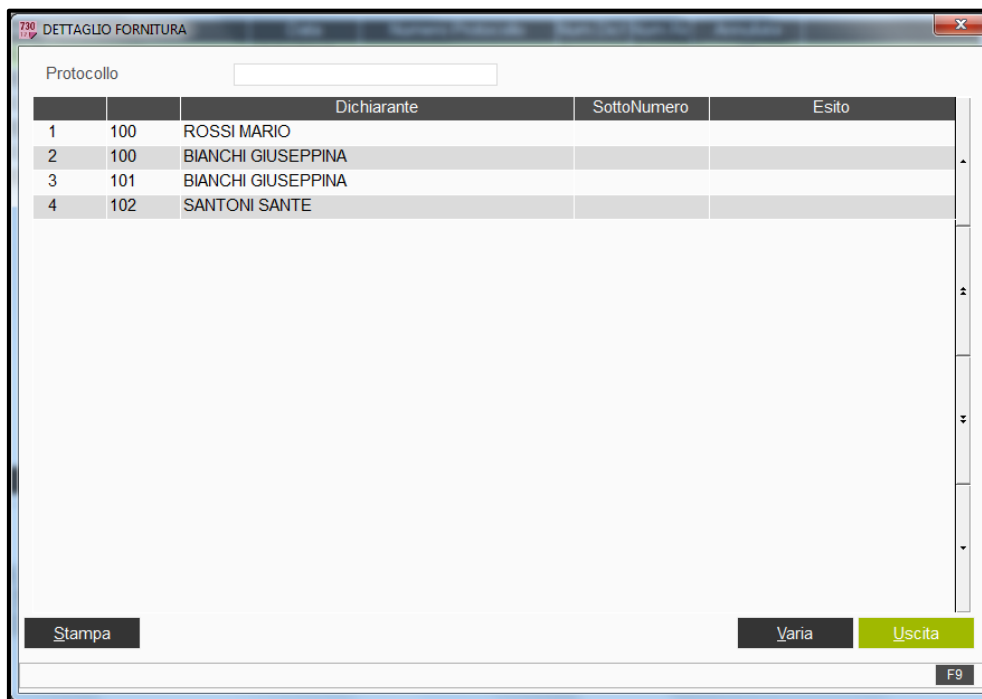 730
DETTAGLIO FORNITURA
Protocollo
Dichiarante SottoNumero Esito
1 100 ROSSI MARIO
2 100 BIANCHI GIUSEPPINA
3 101 BIANCHI GIUSEPPINA
4 102 SANTONI SANTE
Stampa Varia Uscita
F9